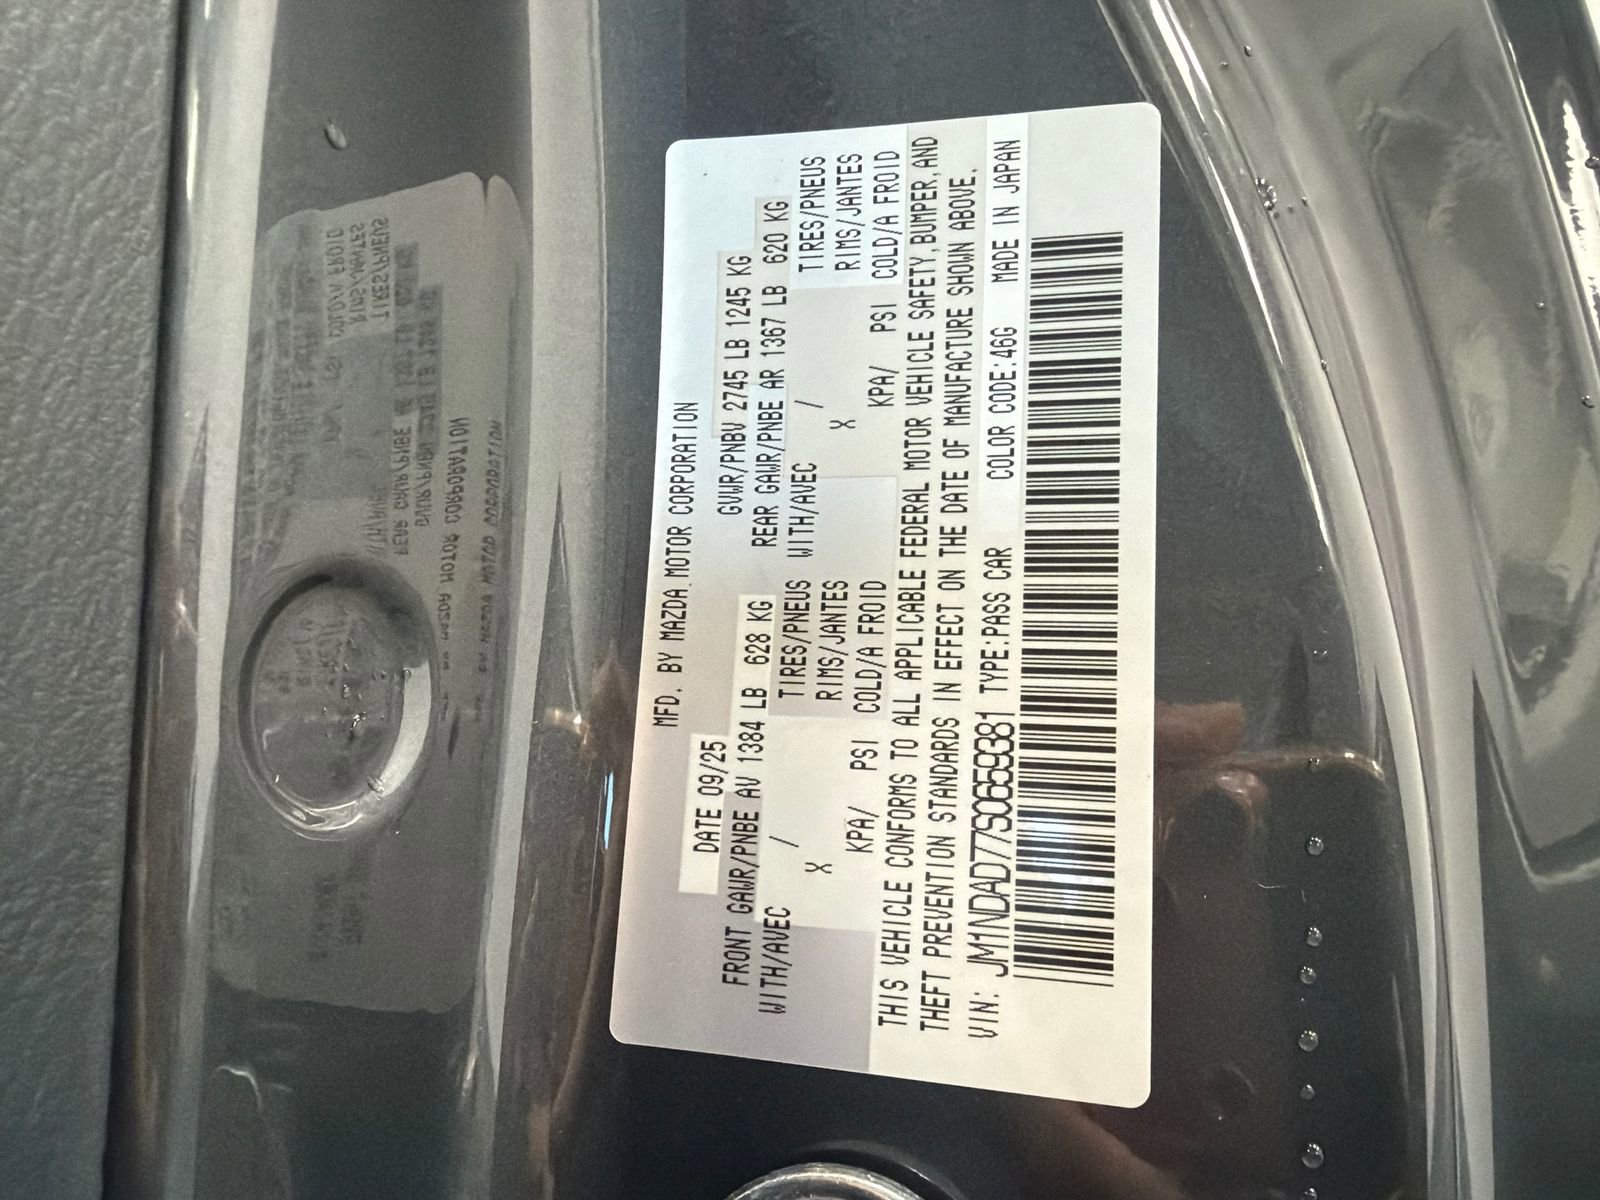 MFD. BY MAZDA MOTOR CORPORATION
DATE 09/25 GVWR/PNBV 2745 LB 1245 KG
FRONT GAWR/PNBE AV 1384 LB 628 KG REAR GAWR/PNBE AR 1367 LB 620 KG
WITH/AVEC TIRES/PNEUS WITH/AVEC TIRES/PNEUS
X / RIMS/JANTES X / RIMS/JANTES
KPA/ PSI COLD/A FROID KPA/ PSI COLD/A FROID
THIS VEHICLE CONFORMS TO ALL APPLICABLE FEDERAL MOTOR VEHICLE SAFETY, BUMPER, AND
THEFT PREVENTION STANDARDS IN EFFECT ON THE DATE OF MANUFACTURE SHOWN ABOVE.
VIN: JM1NDAD77S0659381 TYPE:PASS CAR COLOR CODE:46G MADE IN JAPAN